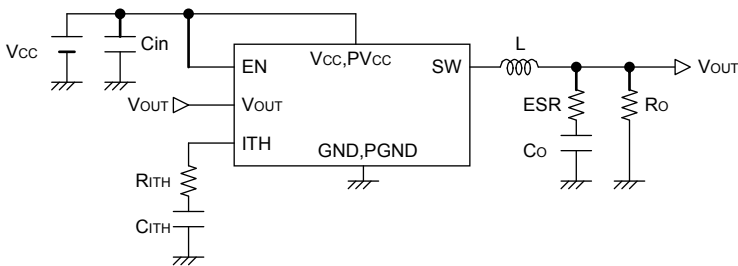 VCC
Cin
EN
VCC,PVCC
SW
L
VOUT
VOUT
VOUT
ITH
GND,PGND
ESR
RO
CO
RITH
CITH